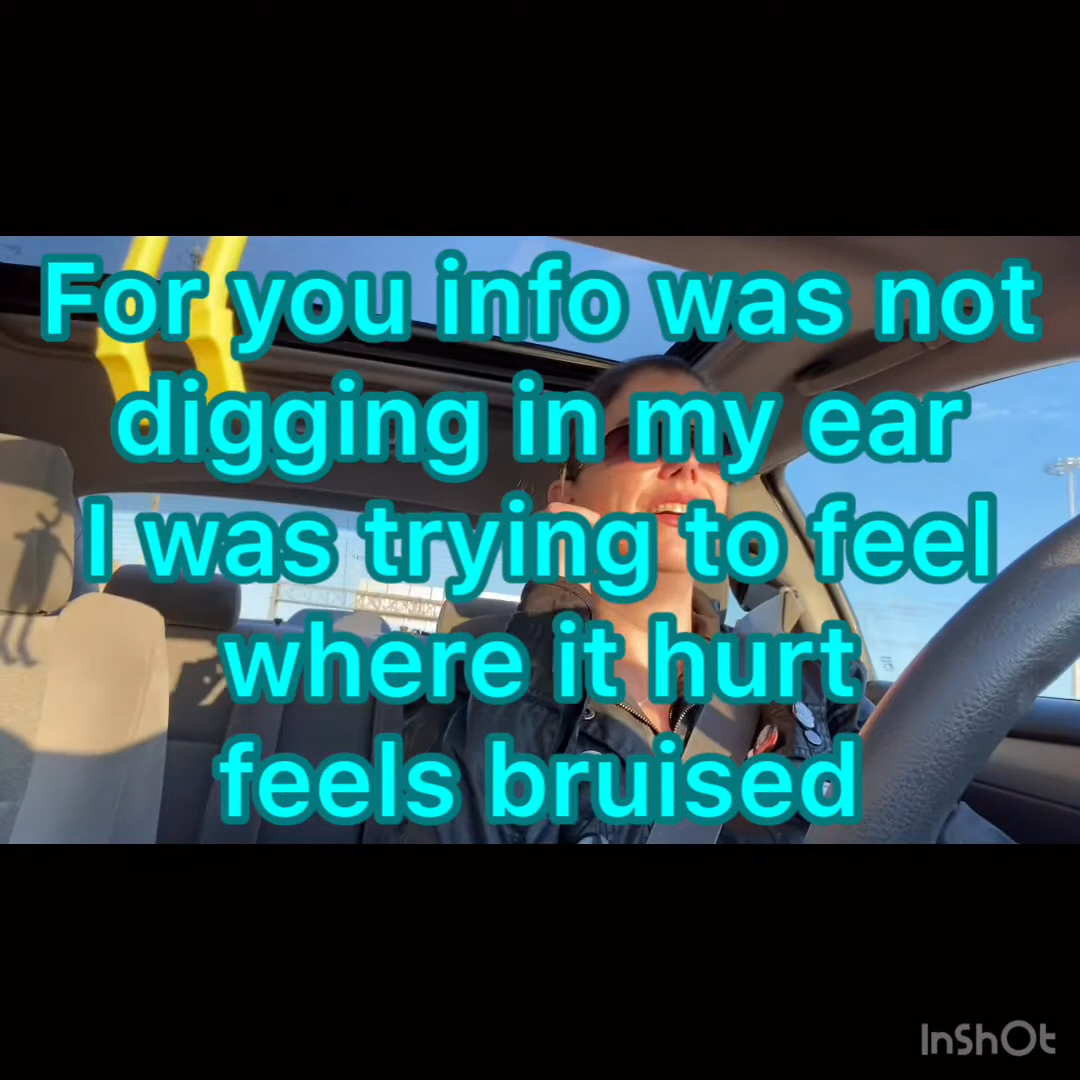 For you info was not
digging in my ear
I was trying to feel
where it hurt
feels bruised
InShOt